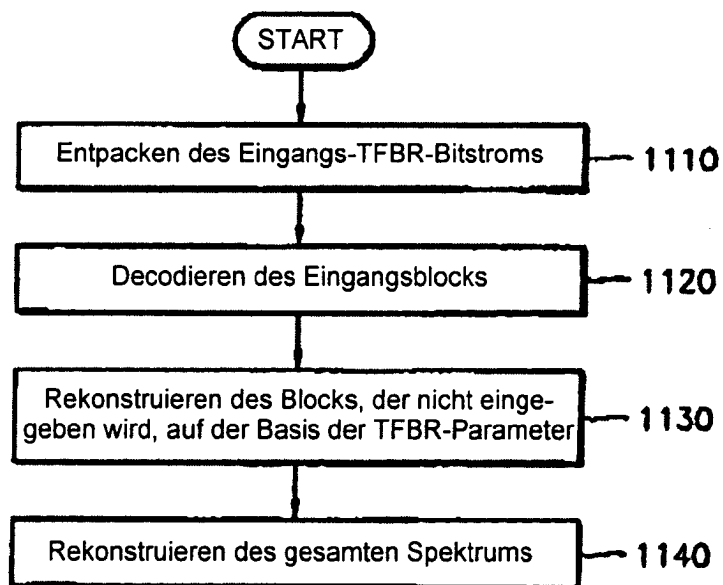 START
Entpacken des Eingangs-TFBR-Bitstroms
1110
Decodieren des Eingangsblocks
1120
Rekonstruieren des Blocks, der nicht einge-
geben wird, auf der Basis der TFBR-Parameter
1130
Rekonstruieren des gesamten Spektrums
1140